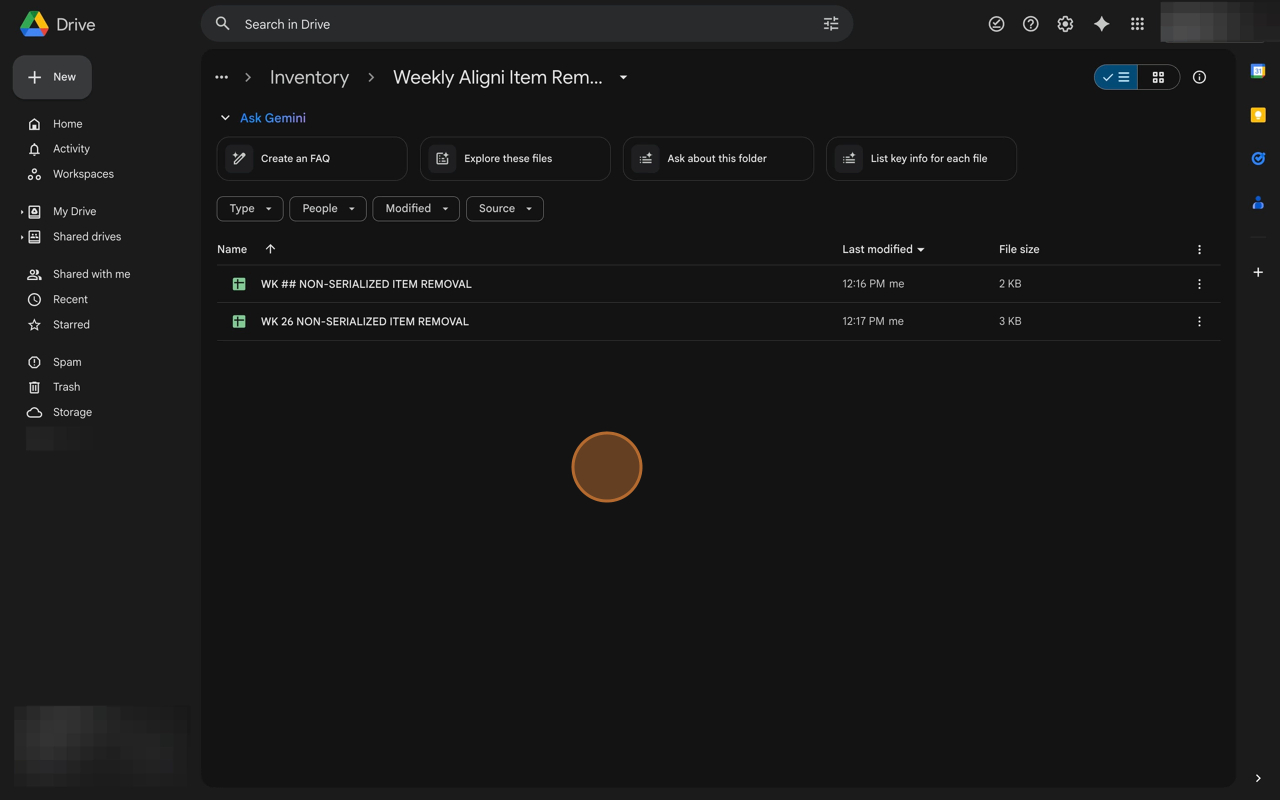 Drive
Search in Drive
New
Home
Activity
Workspaces
My Drive
Shared drives
Shared with me
Recent
Starred
Spam
Trash
Storage
Inventory
Weekly Aligni Item Rem...
Ask Gemini
Create an FAQ
Explore these files
Ask about this folder
List key info for each file
Type
People
Modified
Source
Name
Last modified
File size
WK ## NON-SERIALIZED ITEM REMOVAL
12:16 PM me
2 KB
WK 26 NON-SERIALIZED ITEM REMOVAL
12:17 PM me
3 KB
31